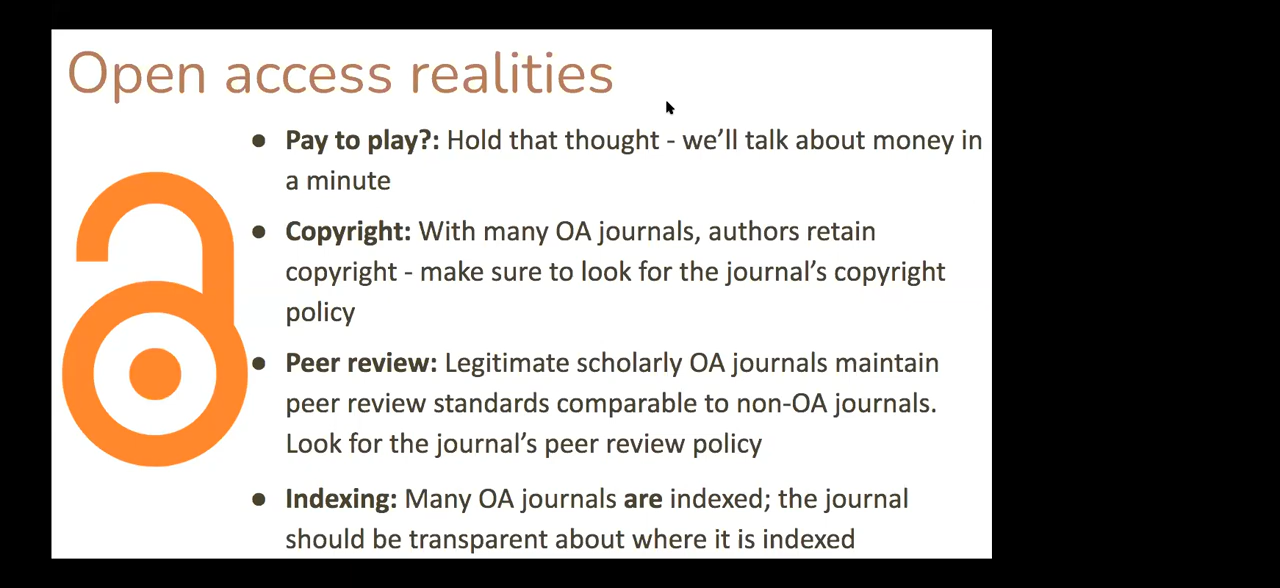 Open access realities
● Pay to play?: Hold that thought - we’ll talk about money in
a minute
● Copyright: With many OA journals, authors retain
copyright - make sure to look for the journal’s copyright
policy
● Peer review: Legitimate scholarly OA journals maintain
peer review standards comparable to non-OA journals.
Look for the journal’s peer review policy
● Indexing: Many OA journals are indexed; the journal
should be transparent about where it is indexed